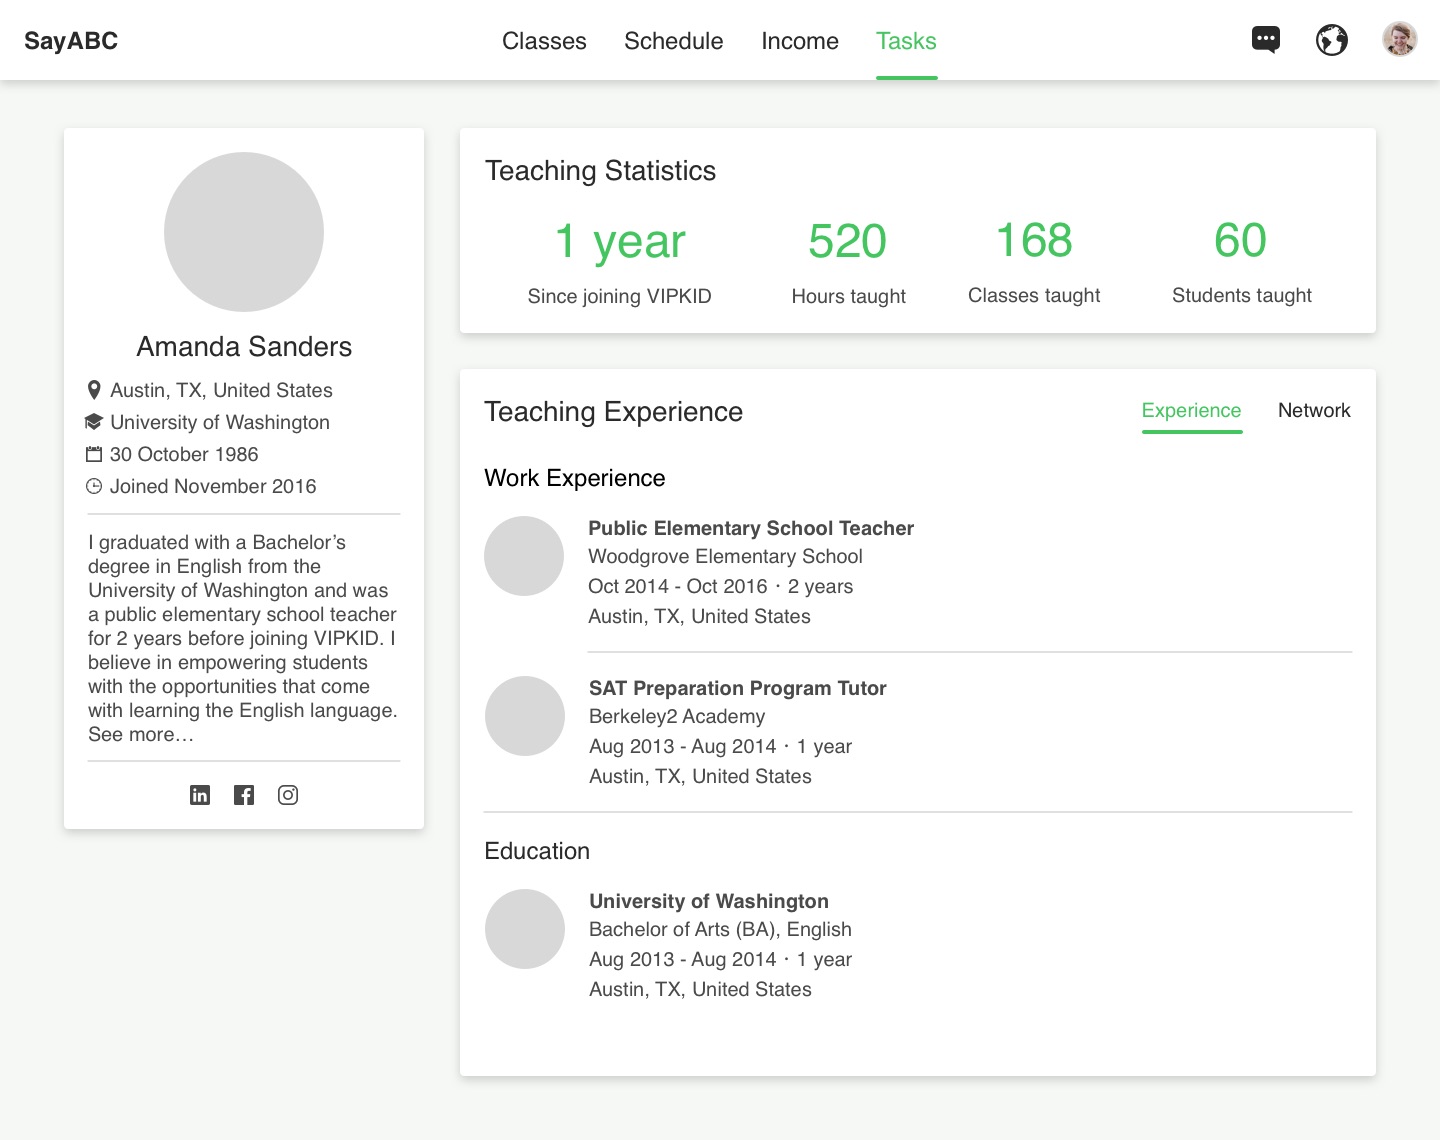 SayABC
Classes Schedule Income Tasks
Amanda Sanders
Austin, TX, United States
University of Washington
30 October 1986
Joined November 2016
I graduated with a Bachelor’s
degree in English from the
University of Washington and was
a public elementary school teacher
for 2 years before joining VIPKID. I
believe in empowering students
with the opportunities that come
with learning the English language.
See more…
in
Teaching Statistics
1 year
Since joining VIPKID
520
Hours taught
168
Classes taught
60
Students taught
Teaching Experience
Experience Network
Work Experience
Public Elementary School Teacher
Woodgrove Elementary School
Oct 2014 - Oct 2016 · 2 years
Austin, TX, United States
SAT Preparation Program Tutor
Berkeley2 Academy
Aug 2013 - Aug 2014 · 1 year
Austin, TX, United States
Education
University of Washington
Bachelor of Arts (BA), English
Aug 2013 - Aug 2014 · 1 year
Austin, TX, United States